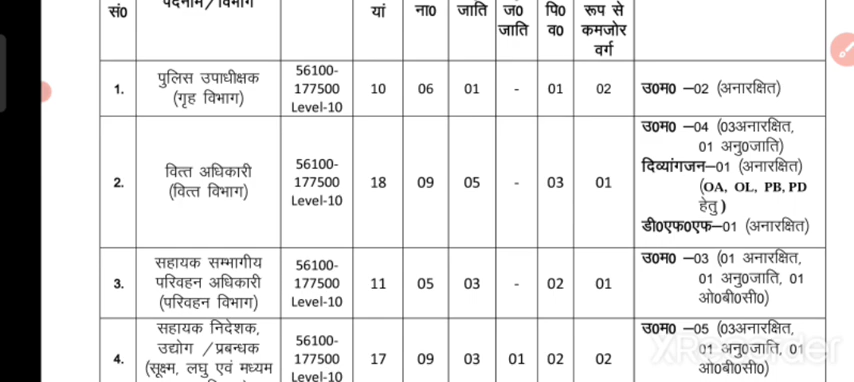 सं0 पदनाम/विभाग यां ना0 जाति ज0 पि0 रूप से
जाति व0 कमजोर
वर्ग
1. पुलिस उपाधीक्षक
(गृह विभाग) 56100-
177500
Level-10 10 06 01 - 01 02 उ0म0 –02 (अनारक्षित)
2. वित्त अधिकारी
(वित्त विभाग) 56100-
177500
Level-10 18 09 05 - 03 01 उ0म0 –04 (03अनारक्षित,
01 अनु0जाति)
दिव्यांगजन–01 (अनारक्षित)
(OA, OL, PB, PD
हेतु)
डी0एफ0एफ–01 (अनारक्षित)
3. सहायक सम्भागीय
परिवहन अधिकारी
(परिवहन विभाग) 56100-
177500
Level-10 11 05 03 - 02 01 उ0म0 –03 (01 अनारक्षित,
01 अनुजाति, 01
ओ0बी0सी0)
4. सहायक निदेशक,
उद्योग /प्रबन्धक
(सूक्ष्म, लघु एवं मध्यम 56100-
177500
Level-10 17 09 03 01 02 02 उ0म0 –05 (03अनारक्षित,
01 अनु0जाति, 01
ओ0बी0सी0)
XRecorder